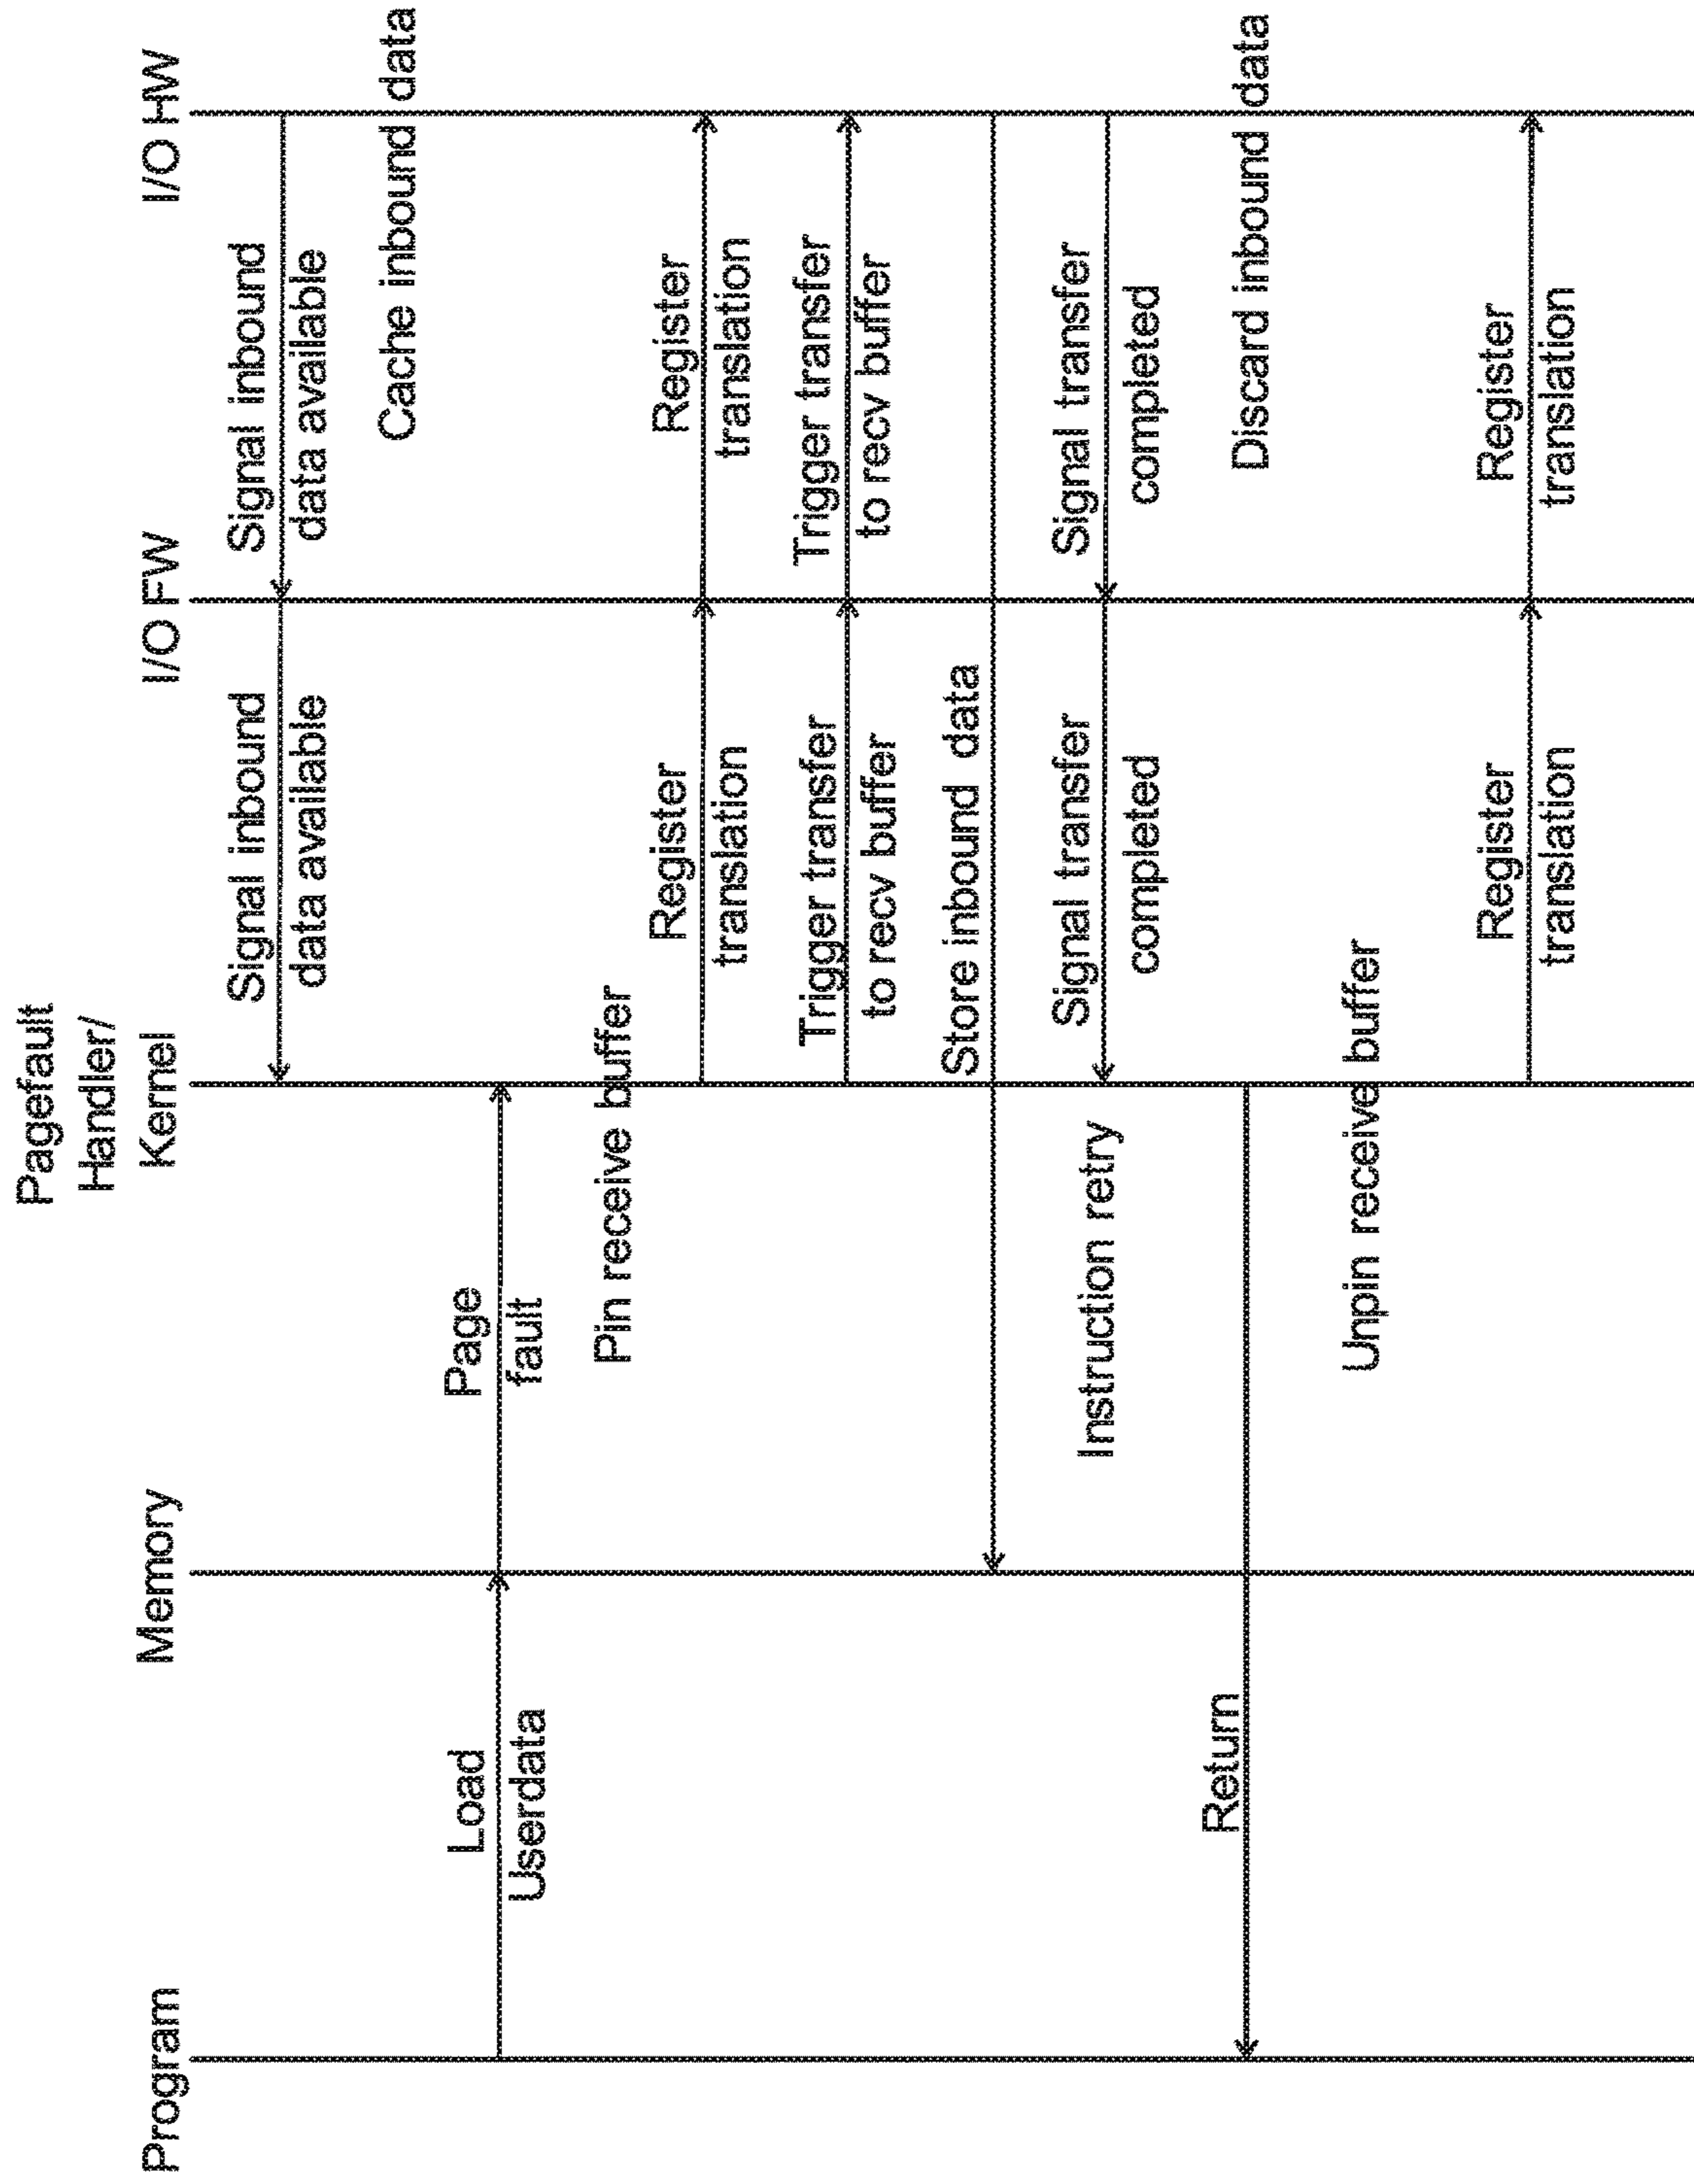 Program
Memory
Pagefault
Handler/
Kernel
I/O FW
I/O HW
Signal inbound
data available
Signal inbound
data available
Cache inbound data
Load
Userdata
Page
fault
Pin receive buffer
Register
translation
Register
translation
Trigger transfer
to recv buffer
Trigger transfer
to recv buffer
Store inbound data
Instruction retry
Signal transfer
completed
Signal transfer
completed
Return
Discard inbound data
Unpin receive buffer
Register
translation
Register
translation